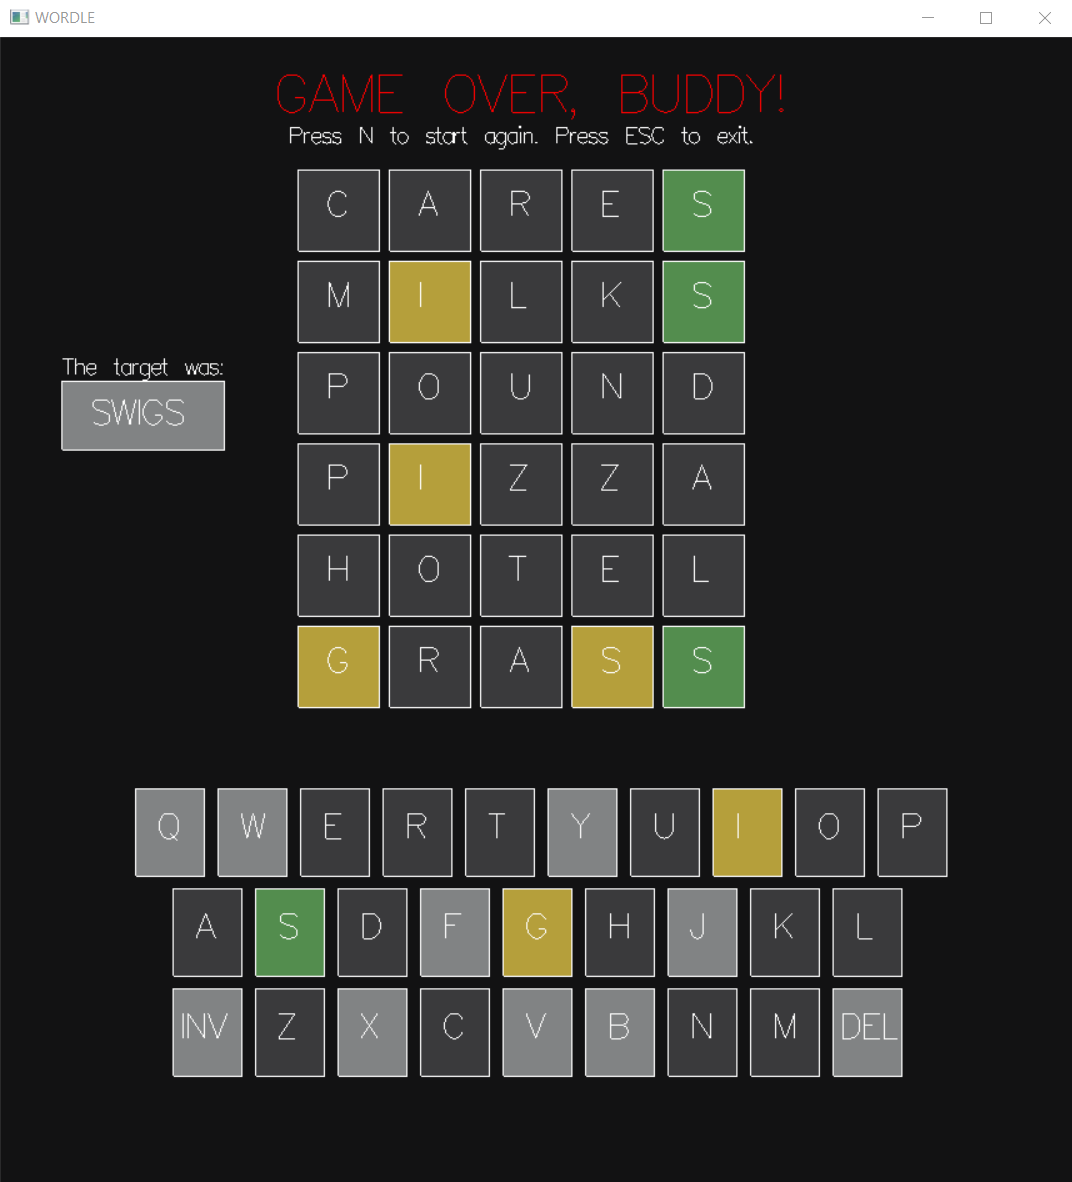 WORDLE
GAME OVER, BUDDY!
Press N to start again. Press ESC to exit.
C A R E S
M I L K S
The target was:
SWIGS
P O U N D
P I Z Z A
H O T E L
G R A S S
Q W E R T Y U I O P
A S D F G H J K L
INV Z X C V B N M DEL